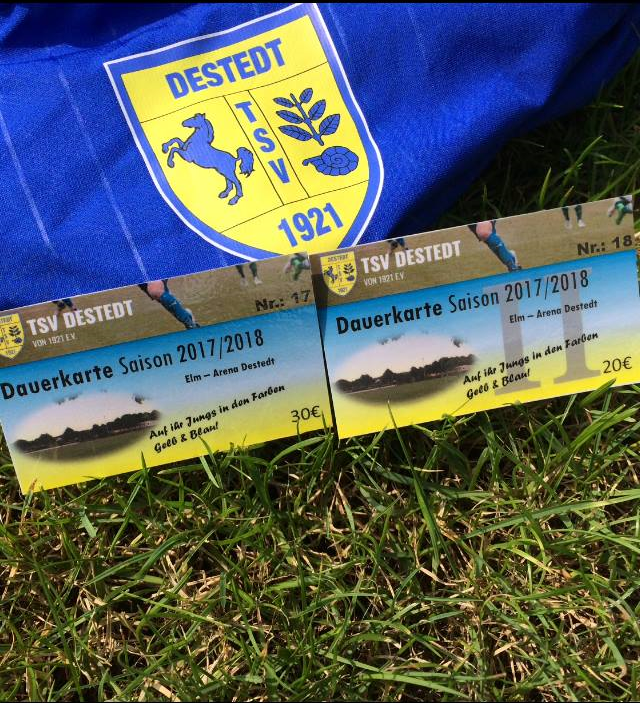 DESTEDT
TSV
1921
TSV DESTEDT
VON 1921 E.V.
Nr.: 17
Dauerkarte Saison 2017/2018
Elm – Arena Destedt
Auf ihr Jungs in den Farben
Gelb & Blau!
30€
DESTEDT
TSV DESTEDT
VON 1921 E.V.
Nr.: 18
II
Dauerkarte Saison 2017/2018
Elm – Arena Destedt
Auf ihr Jungs in den Farben
Gelb & Blau!
20€